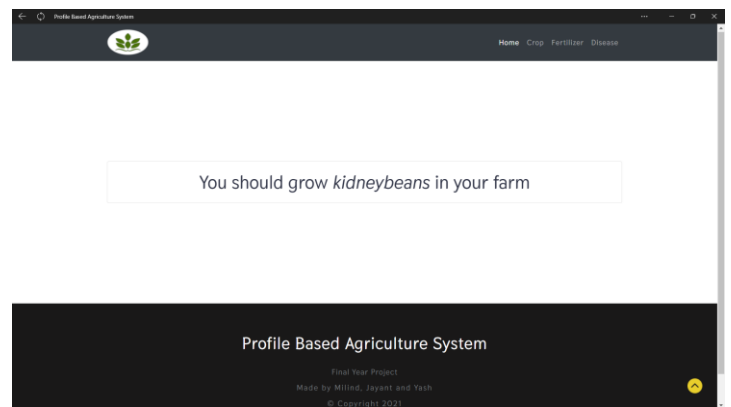 Profile Based Agriculture System
Home Crop Fertilizer Disease
You should grow kidneybeans in your farm
Profile Based Agriculture System
Final Year Project
Made by Milind, Jayant and Yash
© Copyright 2021